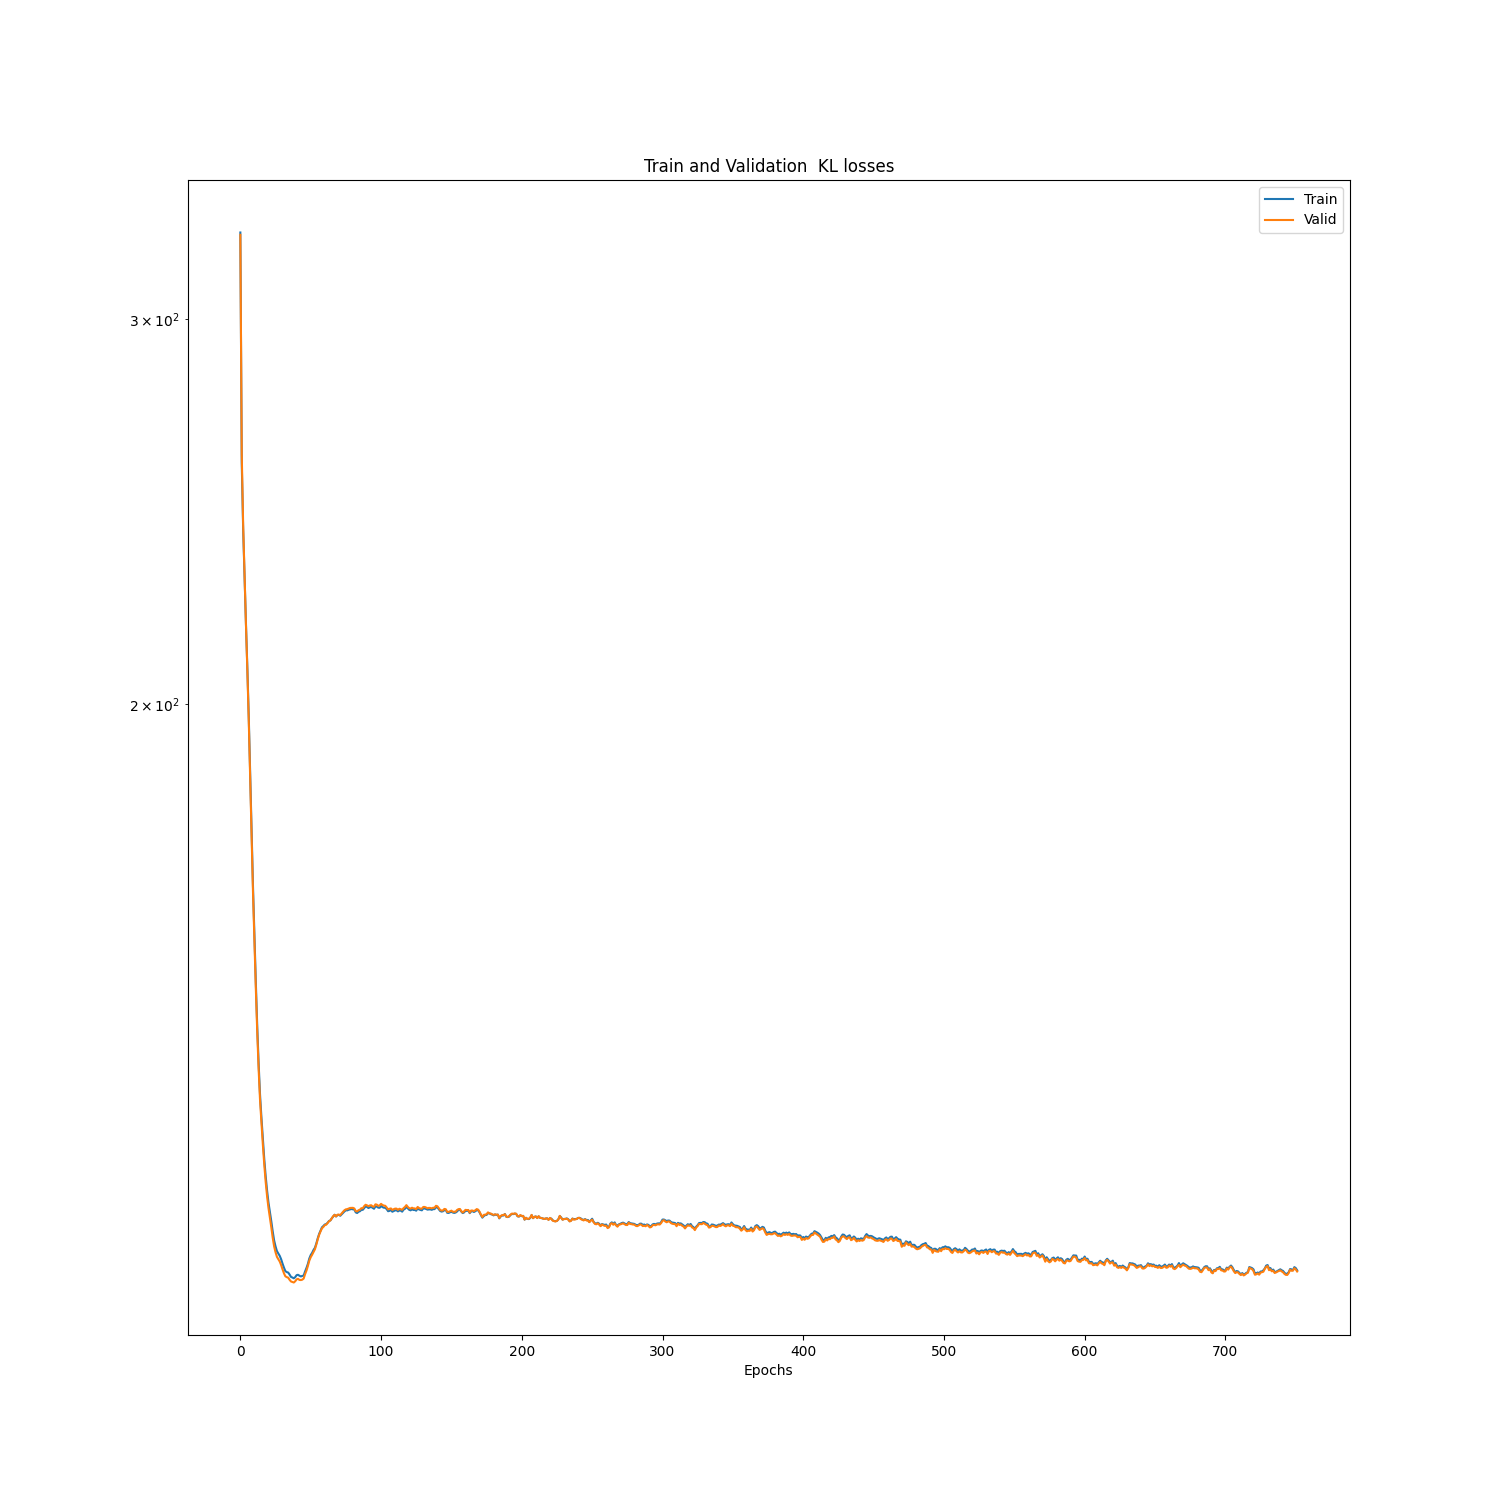 Train and Validation  KL losses
Train
Valid
3 × 10²
2 × 10²
0 100 200 300 400 500 600 700
Epochs